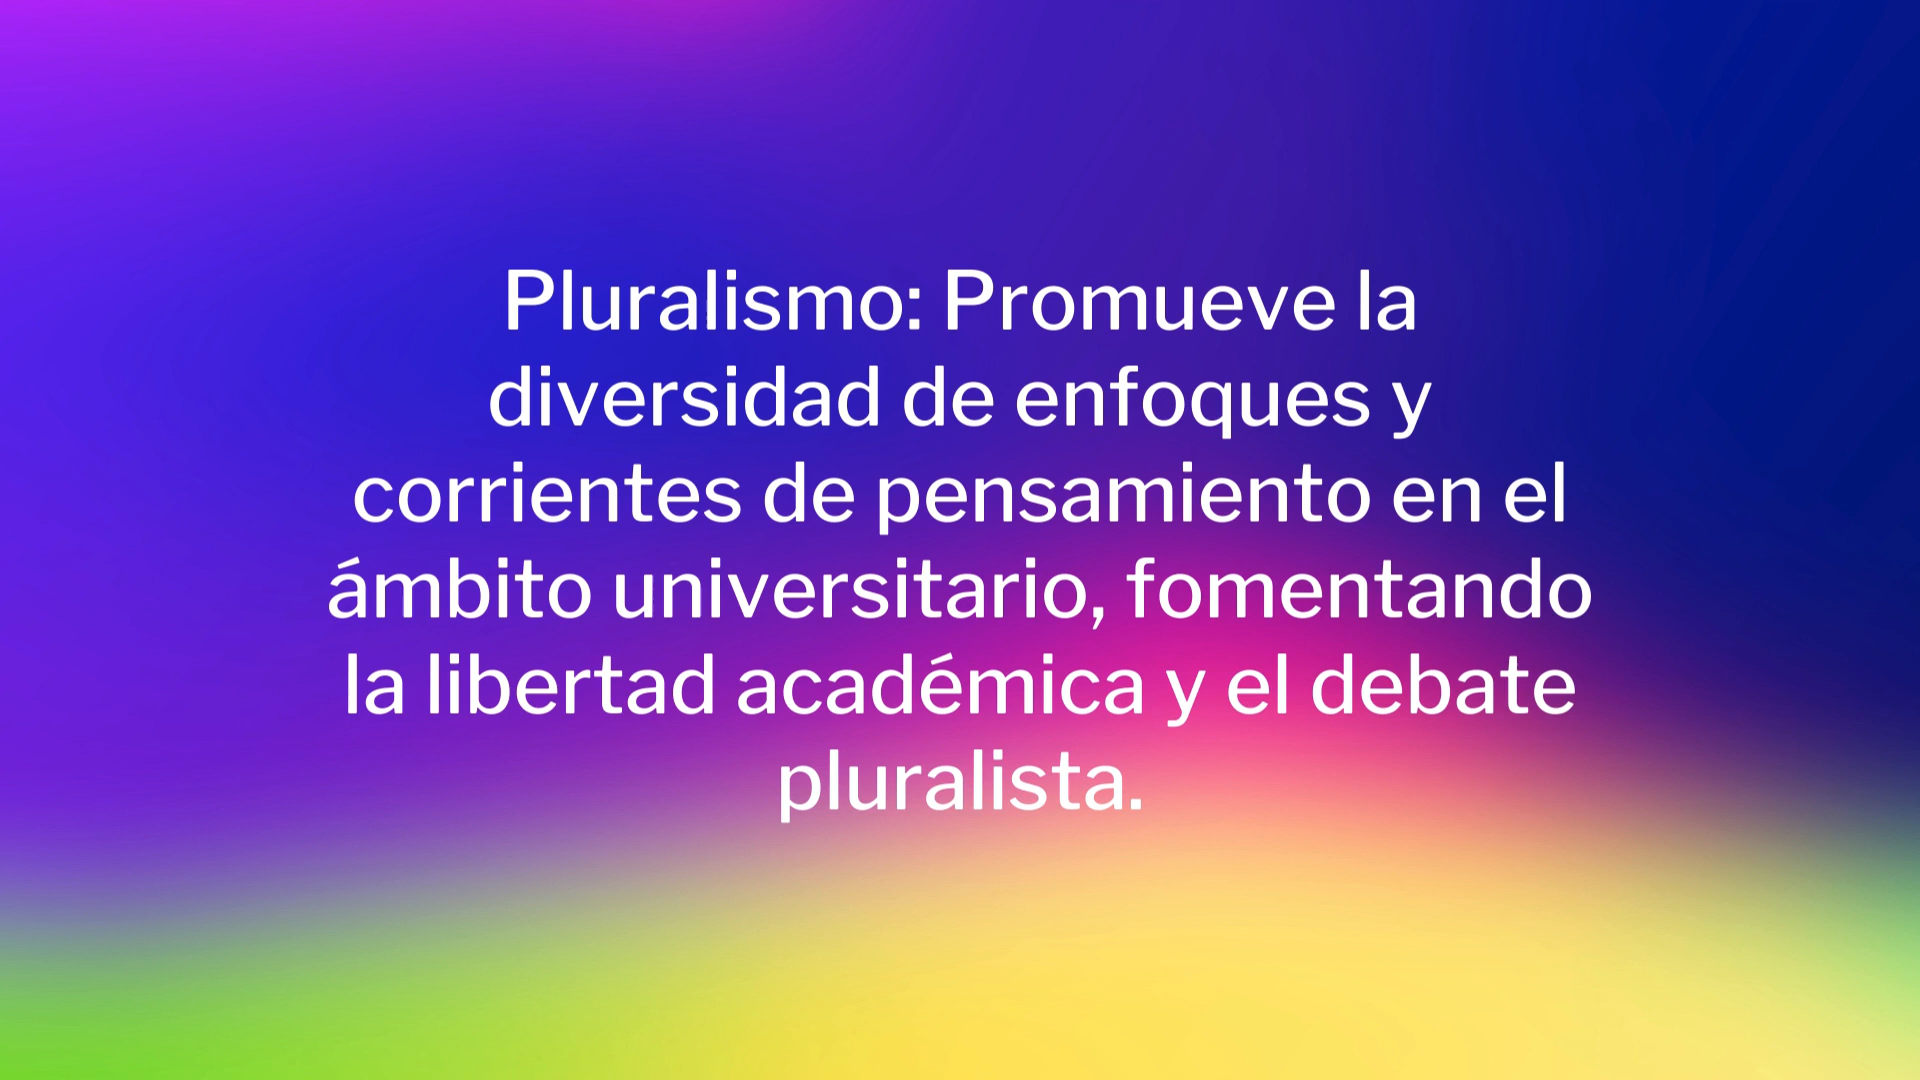 Pluralismo: Promueve la
diversidad de enfoques y
corrientes de pensamiento en el
ámbito universitario, fomentando
la libertad académica y el debate
pluralista.